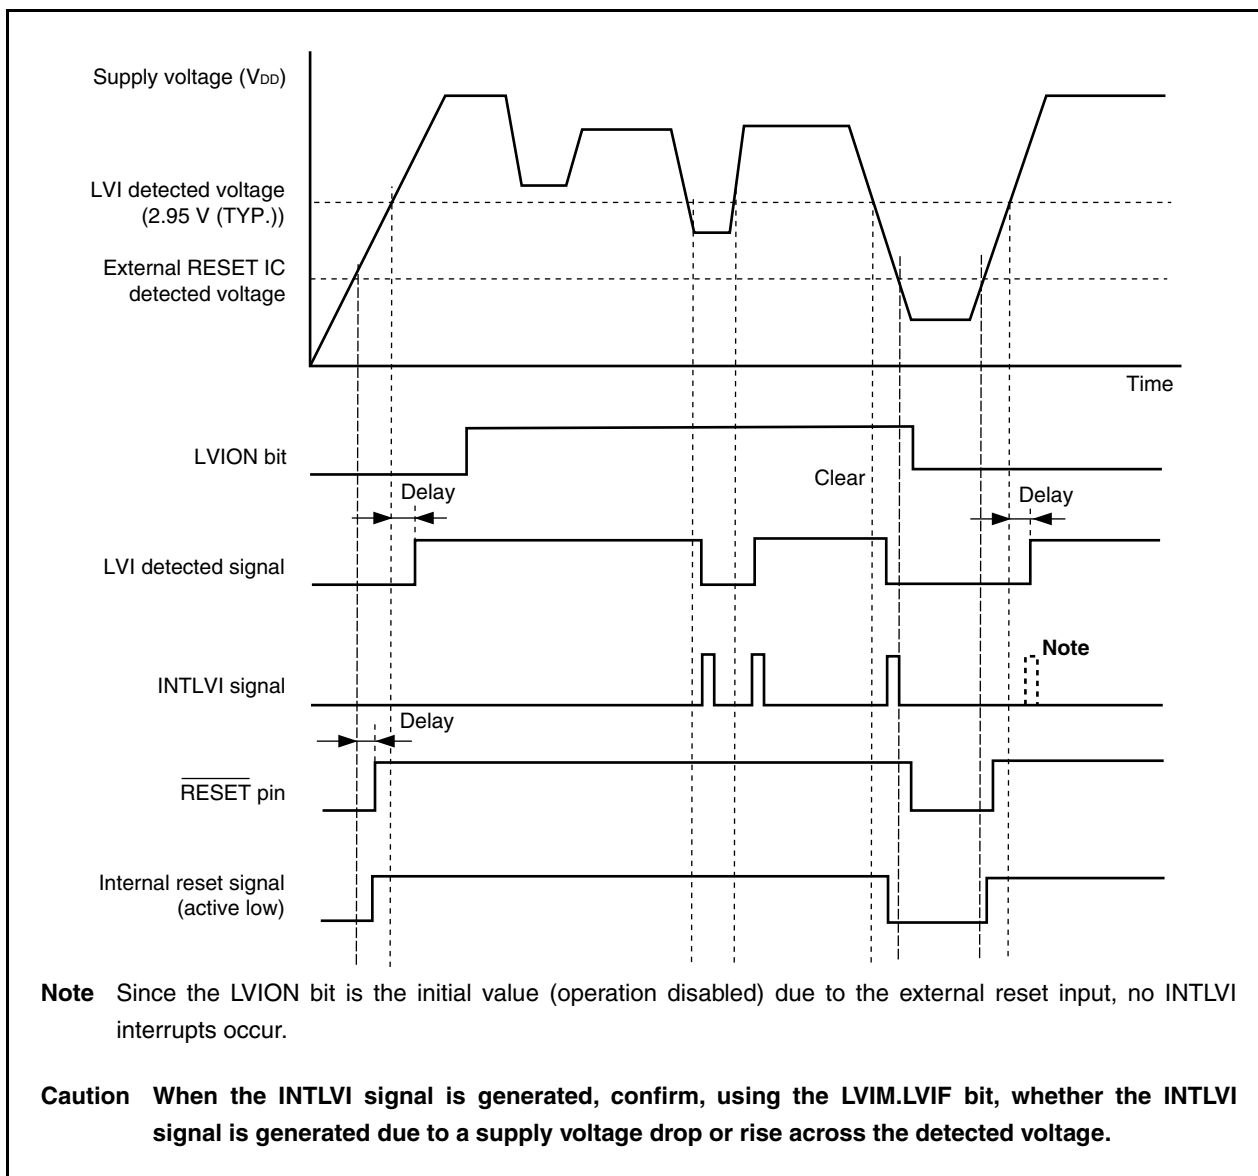 Supply voltage (VDD)
LVI detected voltage
(2.95 V (TYP.))
External RESET IC
detected voltage
Time
LVION bit
Clear
Delay
Delay
LVI detected signal
Note
INTLVI signal
Delay
RESET pin
Internal reset signal
(active low)
Note Since the LVION bit is the initial value (operation disabled) due to the external reset input, no INTLVI
interrupts occur.
Caution When the INTLVI signal is generated, confirm, using the LVIM.LVIF bit, whether the INTLVI
signal is generated due to a supply voltage drop or rise across the detected voltage.